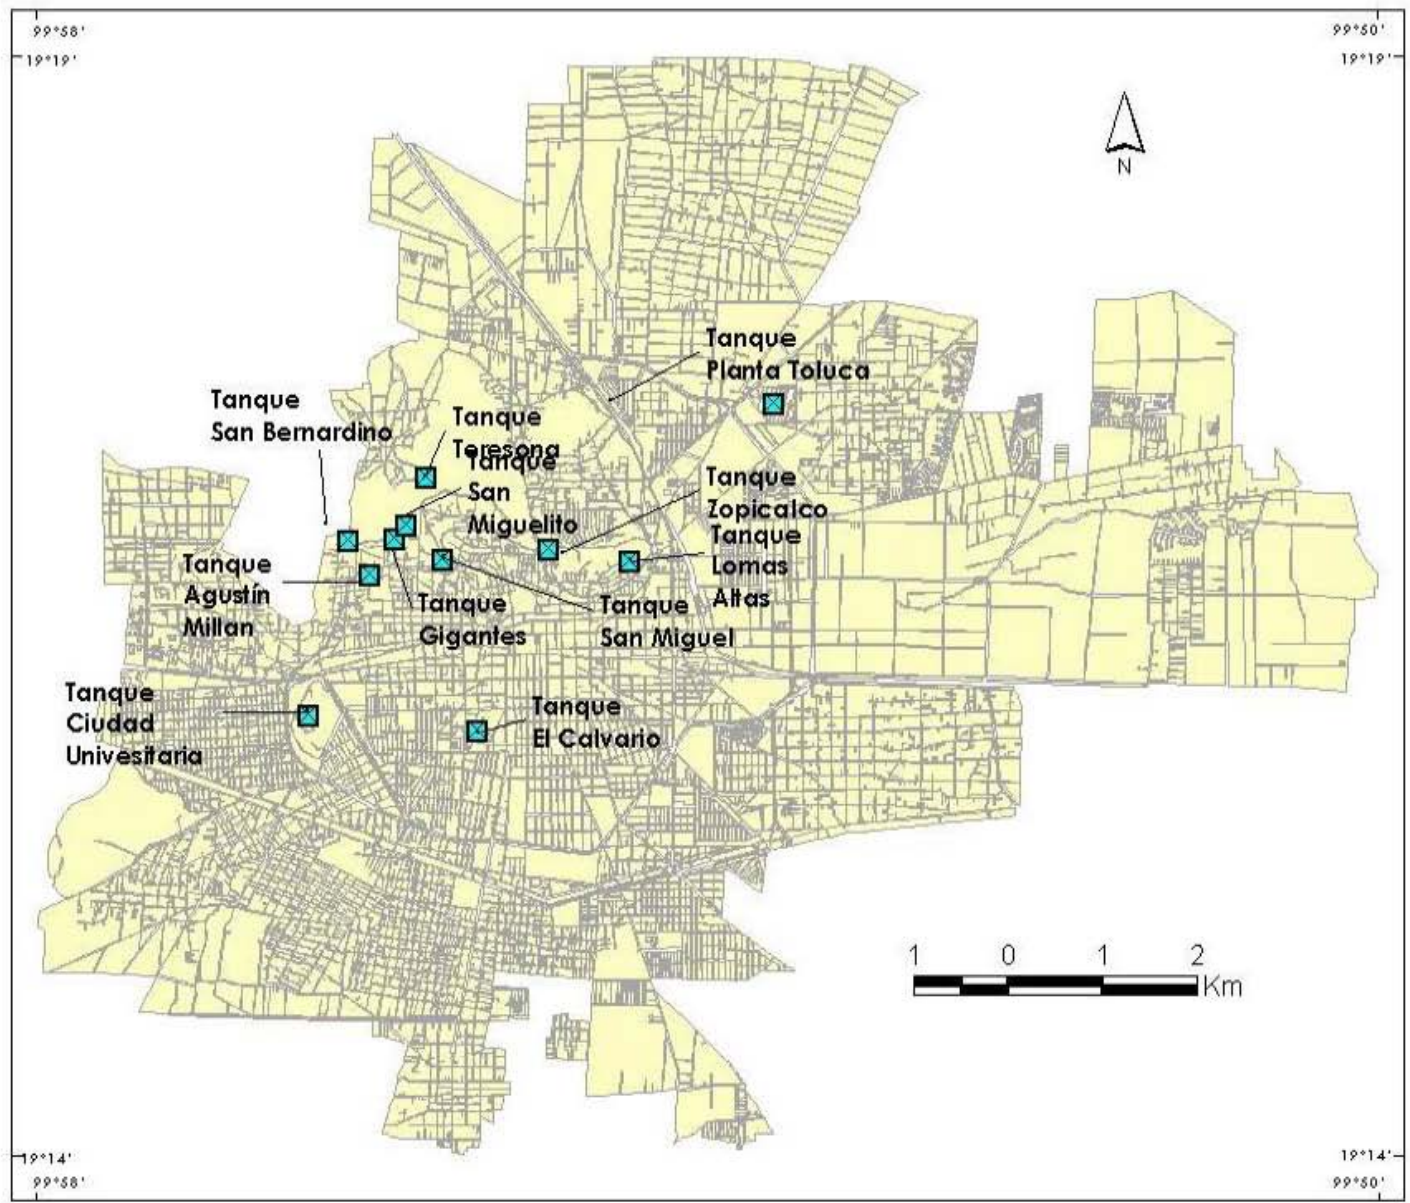 99°58'
99°50'
19°19'
19°19'
N
Tanque
Planta Toluca
Tanque
San Bernardino
Tanque
Teresona
Tanque
San
Miguelito
Tanque
Zopicalco
Tanque
Lomas
Altas
Tanque
Agustín
Millan
Tanque
Gigantes
Tanque
San Miguel
Tanque
Ciudad
Univesitaria
Tanque
El Calvario
1 0 1 2
Km
19°14'
19°14'
99°58'
99°50'